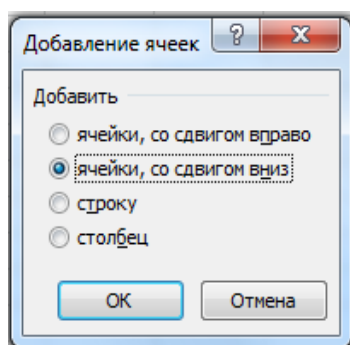 Добавление ячеек
Добавить
ячейки, со сдвигом вправо
ячейки, со сдвигом вниз
строку
столбец
ОК
Отмена